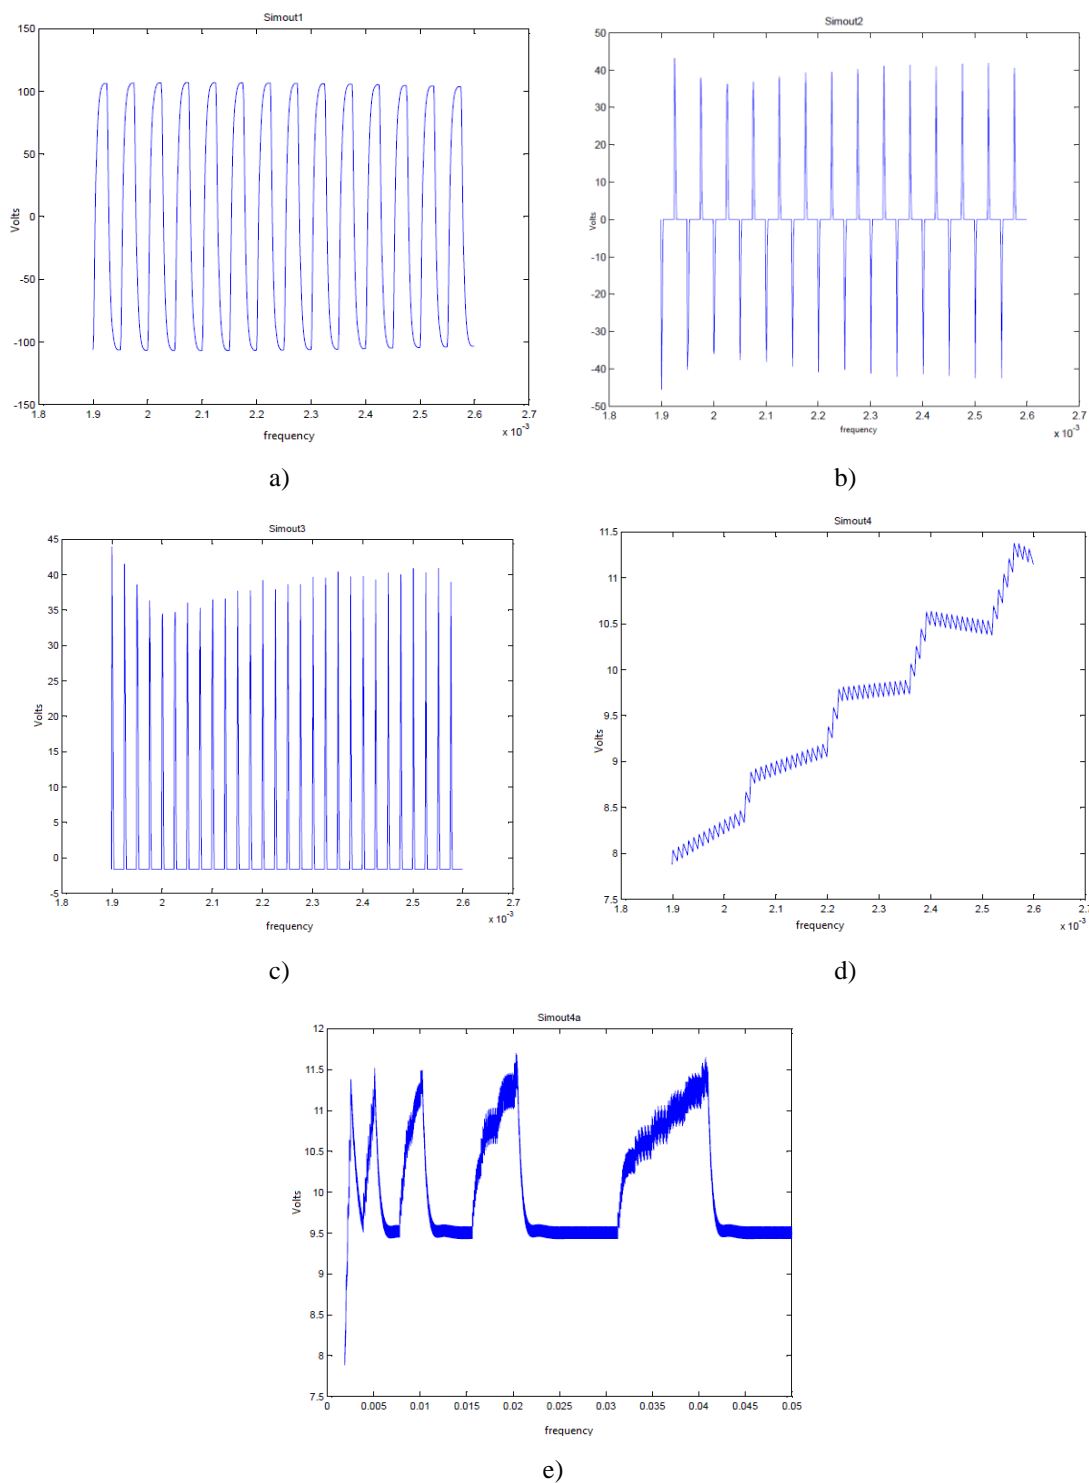 Simout1
150
100
50
0
-50
-100
-150
Volts
1.8 1.9 2 2.1 2.2 2.3 2.4 2.5 2.6 2.7
x 10-3
frequency
a)
Simout2
50
40
30
20
10
0
-10
-20
-30
-40
-50
Volts
1.8 1.9 2 2.1 2.2 2.3 2.4 2.5 2.6 2.7
x 10-3
frequency
b)
Simout3
45
40
35
30
25
20
15
10
5
0
-5
Volts
1.8 1.9 2 2.1 2.2 2.3 2.4 2.5 2.6 2.7
x 10-3
frequency
c)
Simout4
11.5
11
10.5
10
9.5
9
8.5
8
7.5
Volts
1.8 1.9 2 2.1 2.2 2.3 2.4 2.5 2.6 2.7
x 10-3
frequency
d)
Simout4a
12
11.5
11
10.5
10
9.5
9
8.5
8
7.5
Volts
0 0.005 0.01 0.015 0.02 0.025 0.03 0.035 0.04 0.045 0.05
frequency
e)